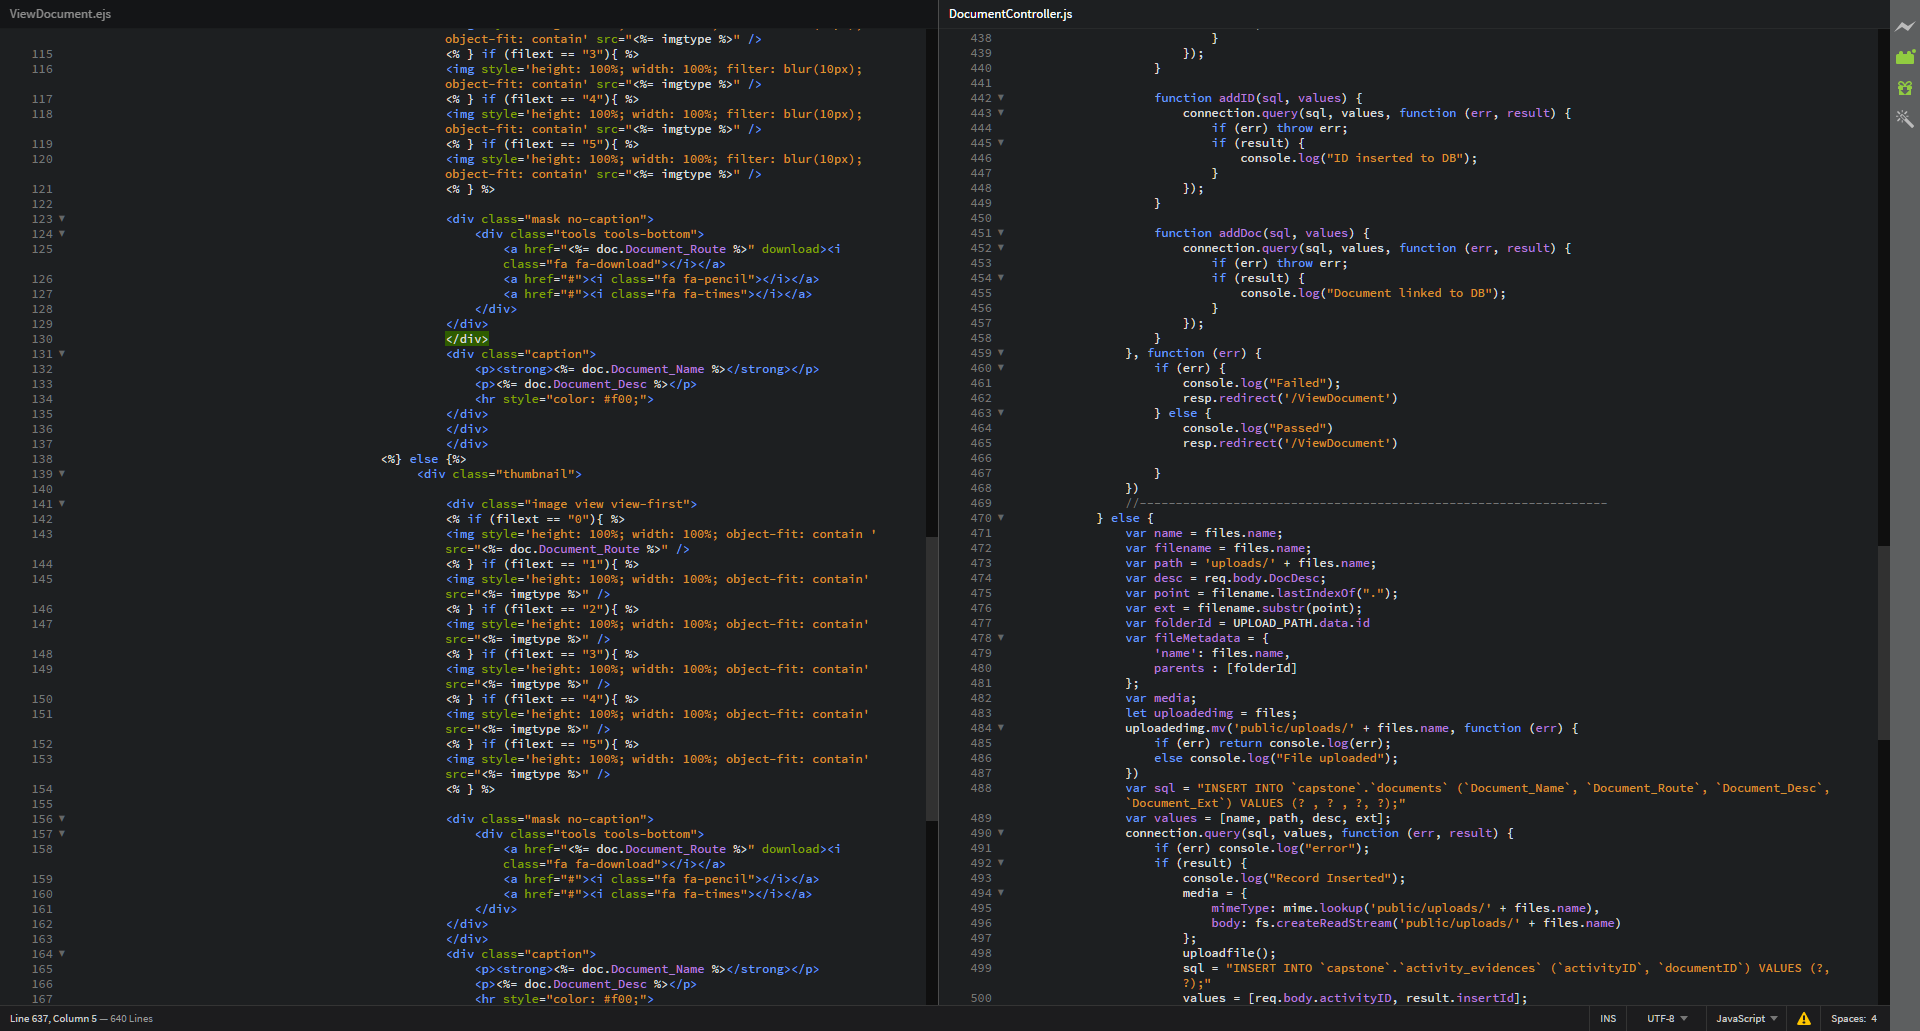 ViewDocument.ejs
object-fit: contain' src="<%= imgtype %>" />
115 <% } if (filext == "3"){ %>
116 <img style='height: 100%; width: 100%; filter: blur(10px);
object-fit: contain' src="<%= imgtype %>" />
117 <% } if (filext == "4"){ %>
118 <img style='height: 100%; width: 100%; filter: blur(10px);
object-fit: contain' src="<%= imgtype %>" />
119 <% } if (filext == "5"){ %>
120 <img style='height: 100%; width: 100%; filter: blur(10px);
object-fit: contain' src="<%= imgtype %>" />
121 <% } %>
122
123 <div class="mask no-caption">
124 <div class="tools tools-bottom">
125 <a href="<%= doc.Document_Route %>" download><i
class="fa fa-download"></i></a>
126 <a href="#"><i class="fa fa-pencil"></i></a>
127 <a href="#"><i class="fa fa-times"></i></a>
128 </div>
129 </div>
130 </div>
131 <div class="caption">
132 <p><strong><%= doc.Document_Name %></strong></p>
133 <p><%= doc.Document_Desc %></p>
134 <hr style="color: #f00;">
135 </div>
136 </div>
137 </div>
138 <%} else {%>
139 <div class="thumbnail">
140
141 <div class="image view view-first">
142 <% if (filext == "0"){ %>
143 <img style='height: 100%; width: 100%; object-fit: contain '
src="<%= doc.Document_Route %>" />
144 <% } if (filext == "1"){ %>
145 <img style='height: 100%; width: 100%; object-fit: contain'
src="<%= imgtype %>" />
146 <% } if (filext == "2"){ %>
147 <img style='height: 100%; width: 100%; object-fit: contain'
src="<%= imgtype %>" />
148 <% } if (filext == "3"){ %>
149 <img style='height: 100%; width: 100%; object-fit: contain'
src="<%= imgtype %>" />
150 <% } if (filext == "4"){ %>
151 <img style='height: 100%; width: 100%; object-fit: contain'
src="<%= imgtype %>" />
152 <% } if (filext == "5"){ %>
153 <img style='height: 100%; width: 100%; object-fit: contain'
src="<%= imgtype %>" />
154 <% } %>
155
156 <div class="mask no-caption">
157 <div class="tools tools-bottom">
158 <a href="<%= doc.Document_Route %>" download><i
class="fa fa-download"></i></a>
159 <a href="#"><i class="fa fa-pencil"></i></a>
160 <a href="#"><i class="fa fa-times"></i></a>
161 </div>
162 </div>
163 </div>
164 <div class="caption">
165 <p><strong><%= doc.Document_Name %></strong></p>
166 <p><%= doc.Document_Desc %></p>
167 <hr style="color: #f00;">
DocumentController.js
438 }
439 });
440 }
441
442 function addID(sql, values) {
443 connection.query(sql, values, function (err, result) {
444 if (err) throw err;
445 if (result) {
446 console.log("ID inserted to DB");
447 }
448 });
449 }
450
451 function addDoc(sql, values) {
452 connection.query(sql, values, function (err, result) {
453 if (err) throw err;
454 if (result) {
455 console.log("Document linked to DB");
456 }
457 });
458 }
459 }, function (err) {
460 if (err) {
461 console.log("Failed");
462 resp.redirect('/ViewDocument')
463 } else {
464 console.log("Passed")
465 resp.redirect('/ViewDocument')
466
467 }
468 })
469 //-----------------------------------------------------------------
470 } else {
471 var name = files.name;
472 var filename = files.name;
473 var path = 'uploads/' + files.name;
474 var desc = req.body.DocDesc;
475 var point = filename.lastIndexOf(".");
476 var ext = filename.substr(point);
477 var folderId = UPLOAD_PATH.data.id
478 var fileMetadata = {
479 'name': files.name,
480 parents : [folderId]
481 };
482 var media;
483 let uploadedimg = files;
484 uploadedimg.mv('public/uploads/' + files.name, function (err) {
485 if (err) return console.log(err);
486 else console.log("File uploaded");
487 })
488 var sql = "INSERT INTO `capstone`.`documents` (`Document_Name`, `Document_Route`, `Document_Desc`,
`Document_Ext`) VALUES (? , ? , ?, ?);"
489 var values = [name, path, desc, ext];
490 connection.query(sql, values, function (err, result) {
491 if (err) console.log("error");
492 if (result) {
493 console.log("Record Inserted");
494 media = {
495 mimeType: mime.lookup('public/uploads/' + files.name),
496 body: fs.createReadStream('public/uploads/' + files.name)
497 };
498 uploadfile();
499 sql = "INSERT INTO `capstone`.`activity_evidences` (`activityID`, `documentID`) VALUES (?,
?);"
500 values = [req.body.activityID, result.insertId];
Line 637, Column 5 — 640 Lines
INS UTF-8 JavaScript Spaces: 4